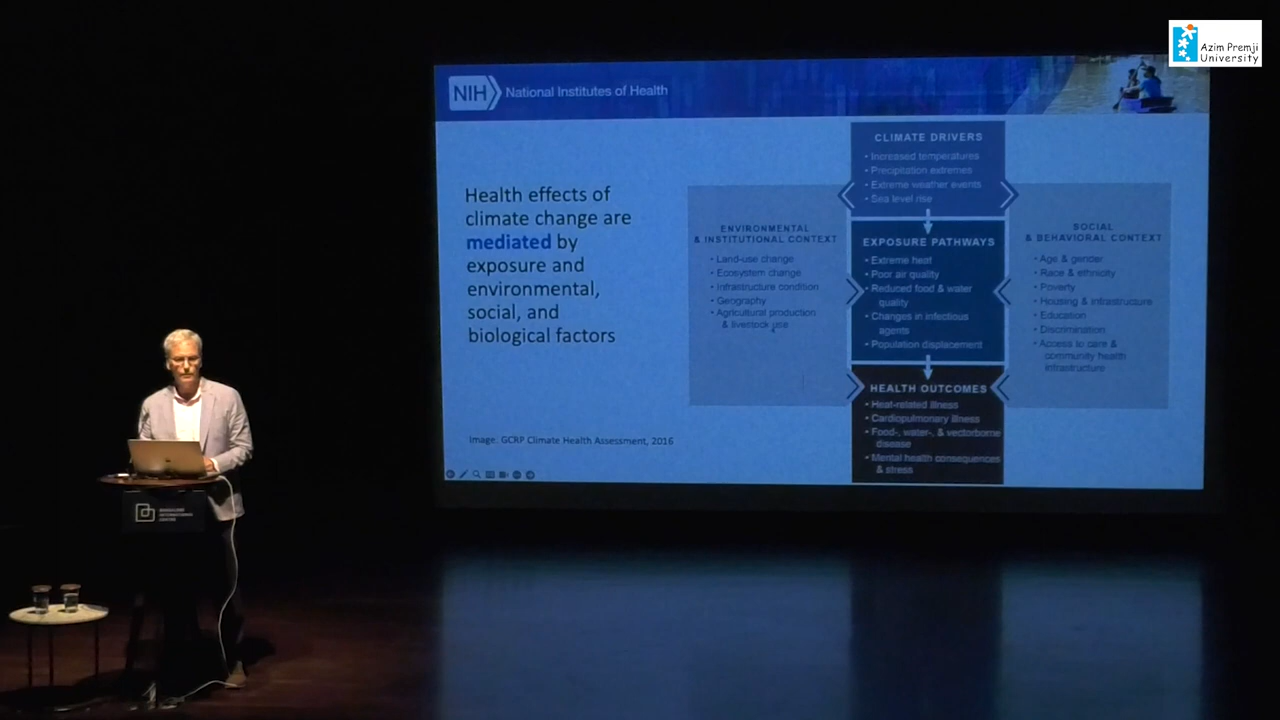 Azim Premji
University
NIH
National Institutes of Health
Health effects of
climate change are
mediated by
exposure and
environmental,
social, and
biological factors
Image: GCRP Climate Health Assessment, 2016
CLIMATE DRIVERS
• Increased temperatures
• Precipitation extremes
• Extreme weather events
• Sea level rise
ENVIRONMENTAL
& INSTITUTIONAL CONTEXT
• Land-use change
• Ecosystem change
• Infrastructure condition
• Geography
• Agricultural production
& livestock use
EXPOSURE PATHWAYS
• Extreme heat
• Poor air quality
• Reduced food & water
quality
• Changes in infectious
agents
• Population displacement
SOCIAL
& BEHAVIORAL CONTEXT
• Age & gender
• Race & ethnicity
• Poverty
• Housing & infrastructure
• Education
• Discrimination
• Access to care &
community health
infrastructure
HEALTH OUTCOMES
• Heat-related illness
• Cardiopulmonary illness
• Food-, water-, & vectorborne
disease
• Mental health consequences
& stress
BANGALORE
INTERNATIONAL
CENTRE